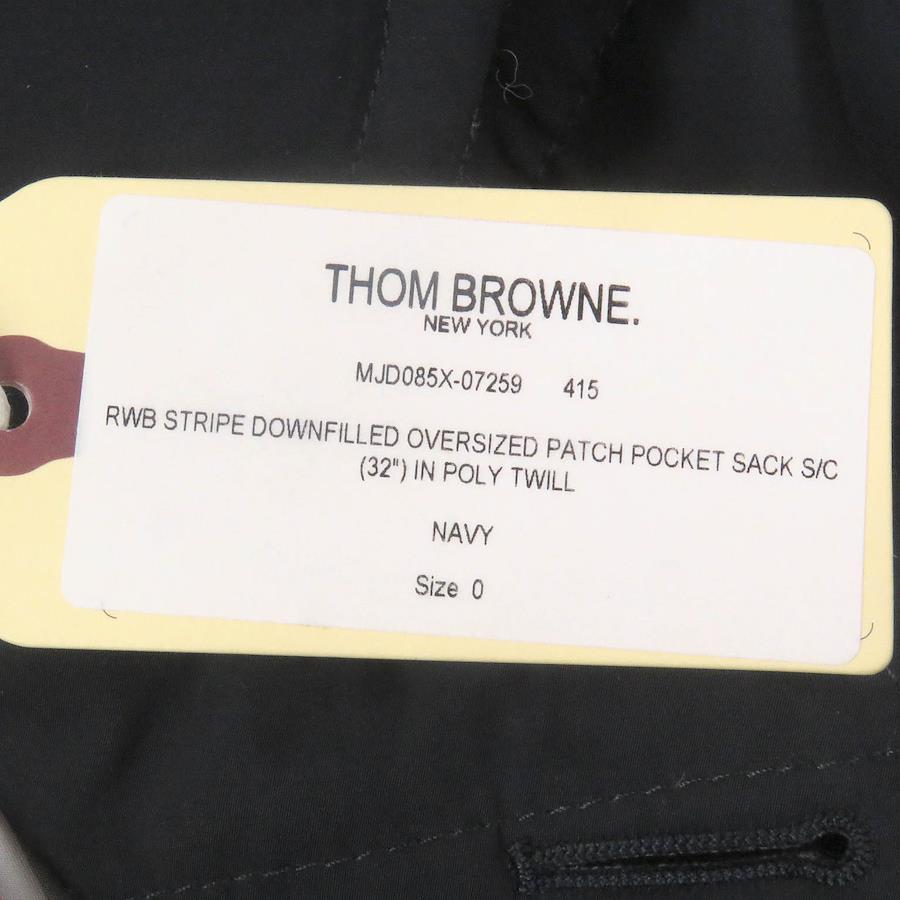 THOM BROWNE.
NEW YORK
MJD085X-07259 415
RWB STRIPE DOWNFILLED OVERSIZED PATCH POCKET SACK S/C
(32") IN POLY TWILL
NAVY
Size 0